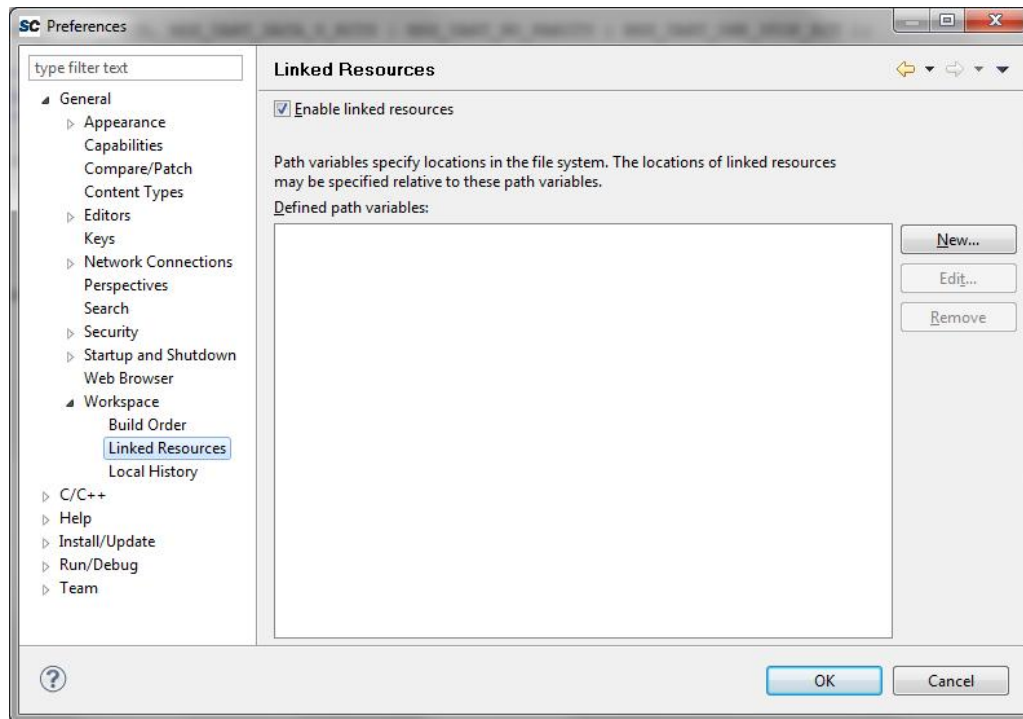 SC Preferences
type filter text
General
Appearance
Capabilities
Compare/Patch
Content Types
Editors
Keys
Network Connections
Perspectives
Search
Security
Startup and Shutdown
Web Browser
Workspace
Build Order
Linked Resources
Local History
C/C++
Help
Install/Update
Run/Debug
Team
Linked Resources
Enable linked resources
Path variables specify locations in the file system. The locations of linked resources
may be specified relative to these path variables.
Defined path variables:
New...
Edit...
Remove
OK
Cancel